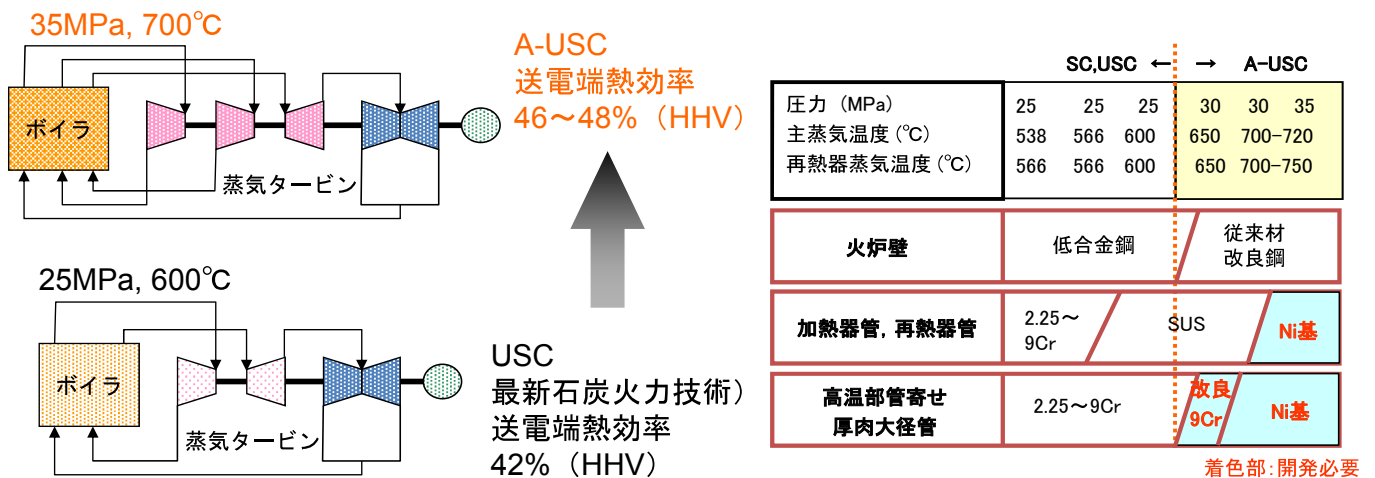 35MPa, 700℃
ボイラ
蒸気タービン
A-USC
送電端熱効率
46～48%（HHV）
25MPa, 600℃
ボイラ
蒸気タービン
USC
最新石炭火力技術）
送電端熱効率
42%（HHV）
SC,USC ← → A-USC
圧力（MPa） 25 25 25 30 30 35
主蒸気温度(℃) 538 566 600 650 700-720
再熱器蒸気温度(℃) 566 566 600 650 700-750
火炉壁 低合金鋼 従来材
改良鋼
加熱器管，再熱器管 2.25～
9Cr SUS Ni基
高温部管寄せ
厚肉大径管 2.25～9Cr 改良
9Cr Ni基
着色部：開発必要